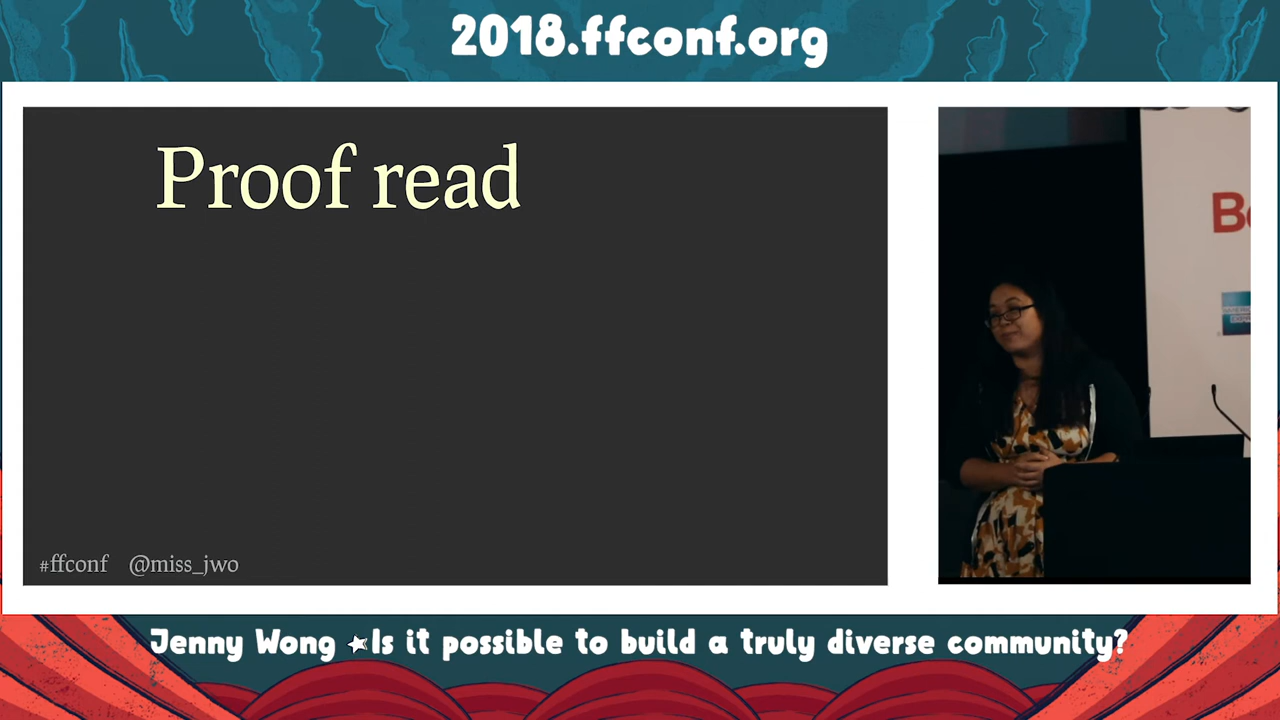 2018.ffconf.org
Proof read
#ffconf @miss_jwo
Jenny Wong ★ Is it possible to build a truly diverse community?